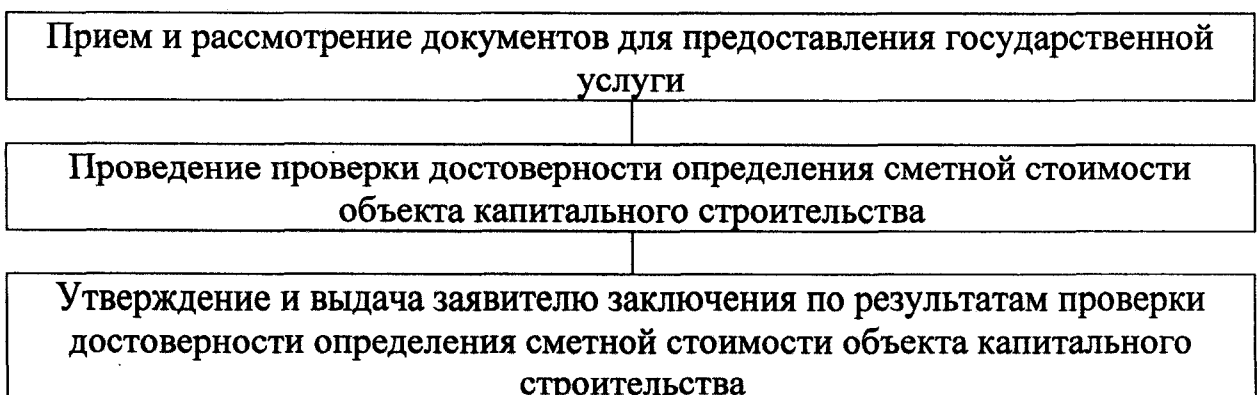 Прием и рассмотрение документов для предоставления государственной
услуги
Проведение проверки достоверности определения сметной стоимости
объекта капитального строительства
Утверждение и выдача заявителю заключения по результатам проверки
достоверности определения сметной стоимости объекта капитального
строительства